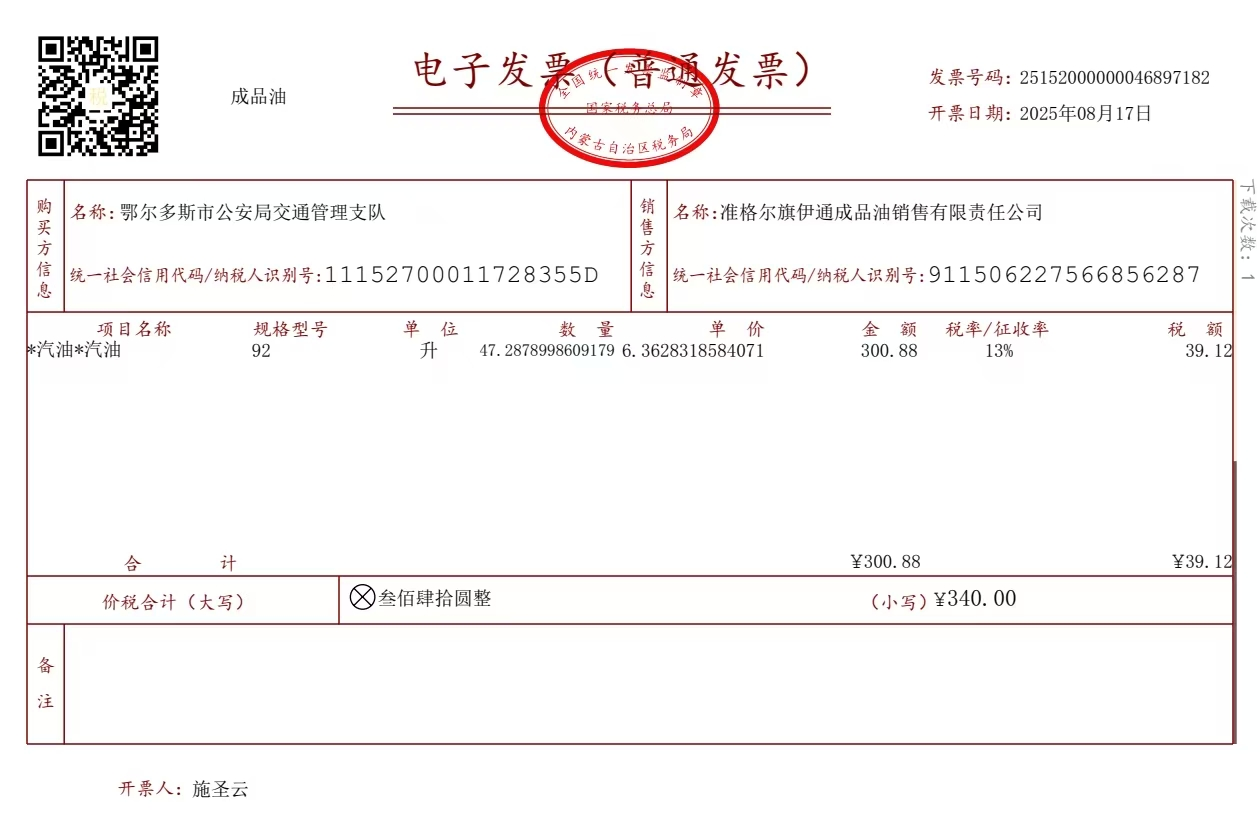 成品油
电子发票（普通发票）
全国统一发票监制章
国家税务总局
内蒙古自治区税务局
税
发票号码：25152000000046897182
开票日期：2025年08月17日
下载次数：1
购买方信息
名称：鄂尔多斯市公安局交通管理支队
统一社会信用代码/纳税人识别号：11152700011728355D
销售方信息
名称：准格尔旗伊通成品油销售有限责任公司
统一社会信用代码/纳税人识别号：911506227566856287
项目名称 规格型号 单 位 数 量 单 价 金 额 税率/征收率 税 额
*汽油*汽油 92 升 47.2878998609179 6.3628318584071 300.88 13% 39.12
合 计 ¥300.88 ¥39.12
价税合计（大写） ⊗叁佰肆拾圆整 （小写）¥340.00
备注
开票人：施圣云